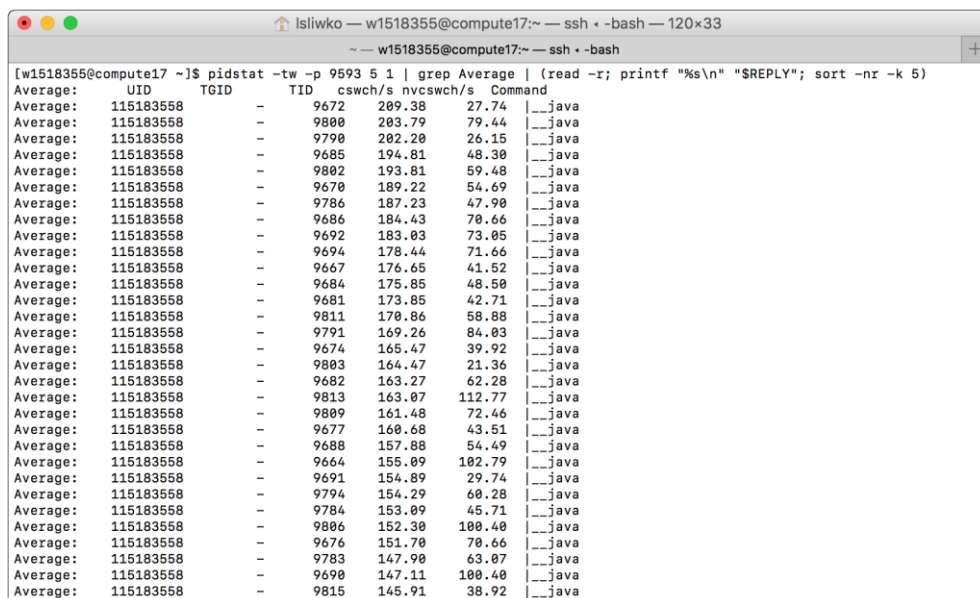 lsliwko — w1518355@compute17:~ — ssh ◂ -bash — 120×33
~ — w1518355@compute17:~ — ssh ◂ -bash
[w1518355@compute17 ~]$ pidstat -tw -p 9593 5 1 | grep Average | (read -r; printf "%s\n" "$REPLY"; sort -nr -k 5)
Average: UID TGID TID cswch/s nvcswch/s Command
Average: 115183558 - 9672 209.38 27.74 |__java
Average: 115183558 - 9800 203.79 79.44 |__java
Average: 115183558 - 9790 202.20 26.15 |__java
Average: 115183558 - 9685 194.81 48.30 |__java
Average: 115183558 - 9802 193.81 59.48 |__java
Average: 115183558 - 9670 189.22 54.69 |__java
Average: 115183558 - 9786 187.23 47.90 |__java
Average: 115183558 - 9686 184.43 70.66 |__java
Average: 115183558 - 9692 183.03 73.05 |__java
Average: 115183558 - 9694 178.44 71.66 |__java
Average: 115183558 - 9667 176.65 41.52 |__java
Average: 115183558 - 9684 175.85 48.50 |__java
Average: 115183558 - 9681 173.85 42.71 |__java
Average: 115183558 - 9811 170.86 58.88 |__java
Average: 115183558 - 9791 169.26 84.03 |__java
Average: 115183558 - 9674 165.47 39.92 |__java
Average: 115183558 - 9803 164.47 21.36 |__java
Average: 115183558 - 9682 163.27 62.28 |__java
Average: 115183558 - 9813 163.07 112.77 |__java
Average: 115183558 - 9809 161.48 72.46 |__java
Average: 115183558 - 9677 160.68 43.51 |__java
Average: 115183558 - 9688 157.88 54.49 |__java
Average: 115183558 - 9664 155.09 102.79 |__java
Average: 115183558 - 9691 154.89 29.74 |__java
Average: 115183558 - 9794 154.29 60.28 |__java
Average: 115183558 - 9784 153.09 45.71 |__java
Average: 115183558 - 9806 152.30 100.40 |__java
Average: 115183558 - 9676 151.70 70.66 |__java
Average: 115183558 - 9783 147.90 63.07 |__java
Average: 115183558 - 9690 147.11 100.40 |__java
Average: 115183558 - 9815 145.91 38.92 |__java